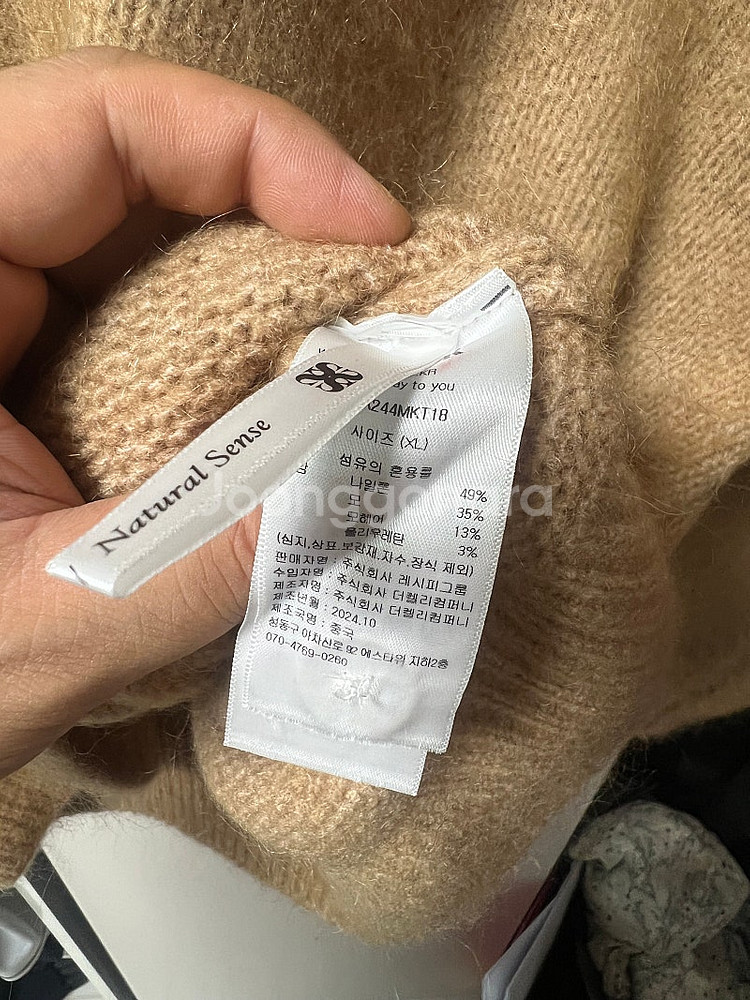 Natural Sense
ay to you
244MKT18
사이즈 (XL)
섬유의 혼용률
나일론 49%
모 35%
모헤어 13%
폴리우레탄 3%
(심지,상표,보강재,자수,장식 제외)
판매자명 : 주식회사 레시피그룹
수입자명 : 주식회사 더켈리컴퍼니
제조자명 : 주식회사 더켈리컴퍼니
제조년월 : 2024.10
제조국명 : 중국
성동구 아차산로 92 에스타워 지하2층
070-4769-0260